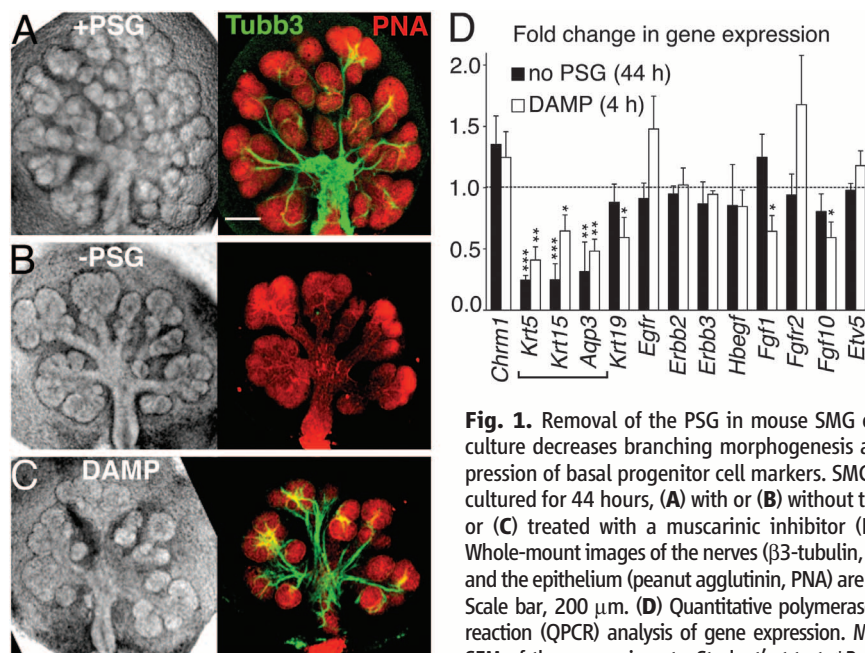 A
+PSG
Tubb3
PNA
B
-PSG
C
DAMP
D
Fold change in gene expression
no PSG (44 h)
DAMP (4 h)
2.0
1.5
1.0
0.5
0.0
*** ** *** * ** ** * * *
Chrm1
Krt5
Krt15
Aqp3
Krt19
Egfr
Erbb2
Erbb3
Hbegf
Fgf1
Fgfr2
Fgf10
Etv5
Fig. 1. Removal of the PSG in mouse SMG
culture decreases branching morphogenesis
pression of basal progenitor cell markers. SMG
cultured for 44 hours, (A) with or (B) without
or (C) treated with a muscarinic inhibitor
Whole-mount images of the nerves (β3-tubulin,
and the epithelium (peanut agglutinin, PNA) are
Scale bar, 200 μm. (D) Quantitative polymeras
reaction (QPCR) analysis of gene expression.